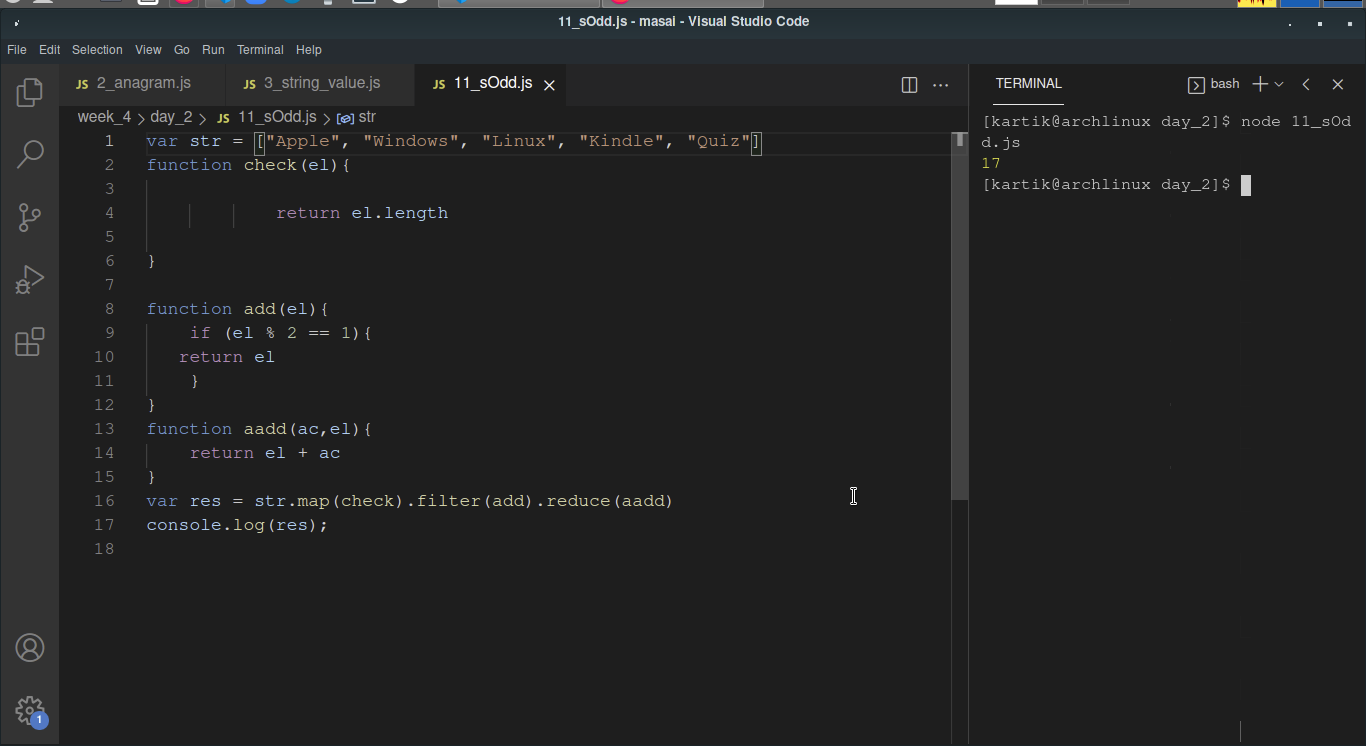 11_sOdd.js - masai - Visual Studio Code
File Edit Selection View Go Run Terminal Help
JS 2_anagram.js JS 3_string_value.js JS 11_sOdd.js
week_4 > day_2 > JS 11_sOdd.js > str
1 var str = ["Apple", "Windows", "Linux", "Kindle", "Quiz"]
2 function check(el){
3
4 return el.length
5
6 }
7
8 function add(el){
9 if (el % 2 == 1){
10 return el
11 }
12 }
13 function aadd(ac,el){
14 return el + ac
15 }
16 var res = str.map(check).filter(add).reduce(aadd)
17 console.log(res);
18
1
TERMINAL bash
[kartik@archlinux day_2]$ node 11_sOd
d.js
17
[kartik@archlinux day_2]$